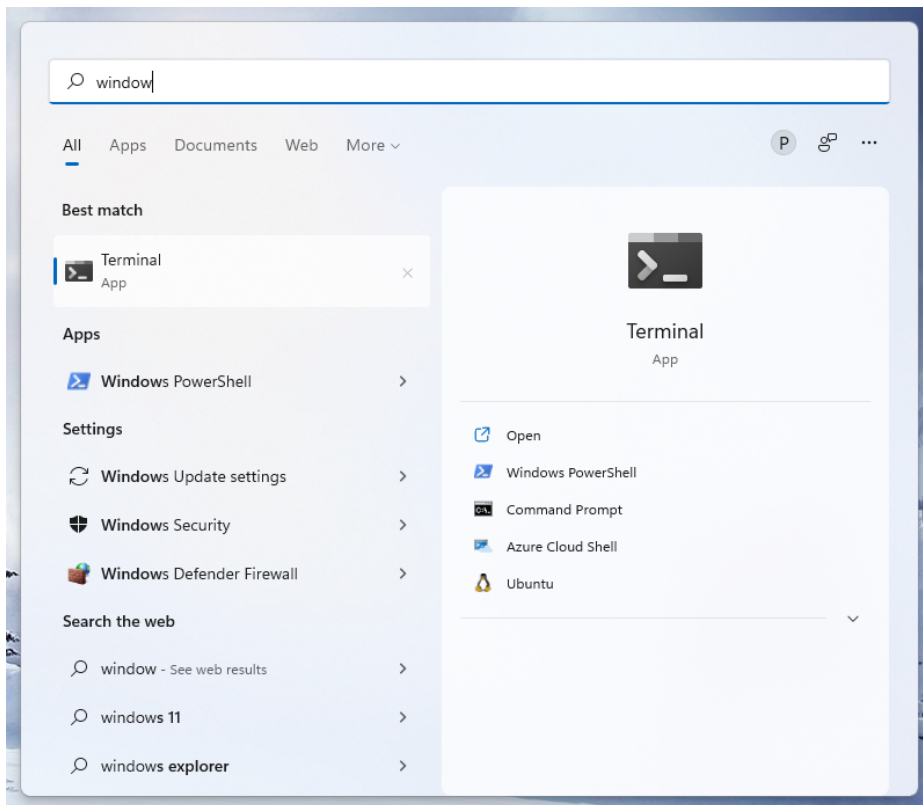 window
All Apps Documents Web More
P
Best match
Terminal
App
Apps
Windows PowerShell
Settings
Windows Update settings
Windows Security
Windows Defender Firewall
Search the web
window - See web results
windows 11
windows explorer
Terminal
App
Open
Windows PowerShell
Command Prompt
Azure Cloud Shell
Ubuntu